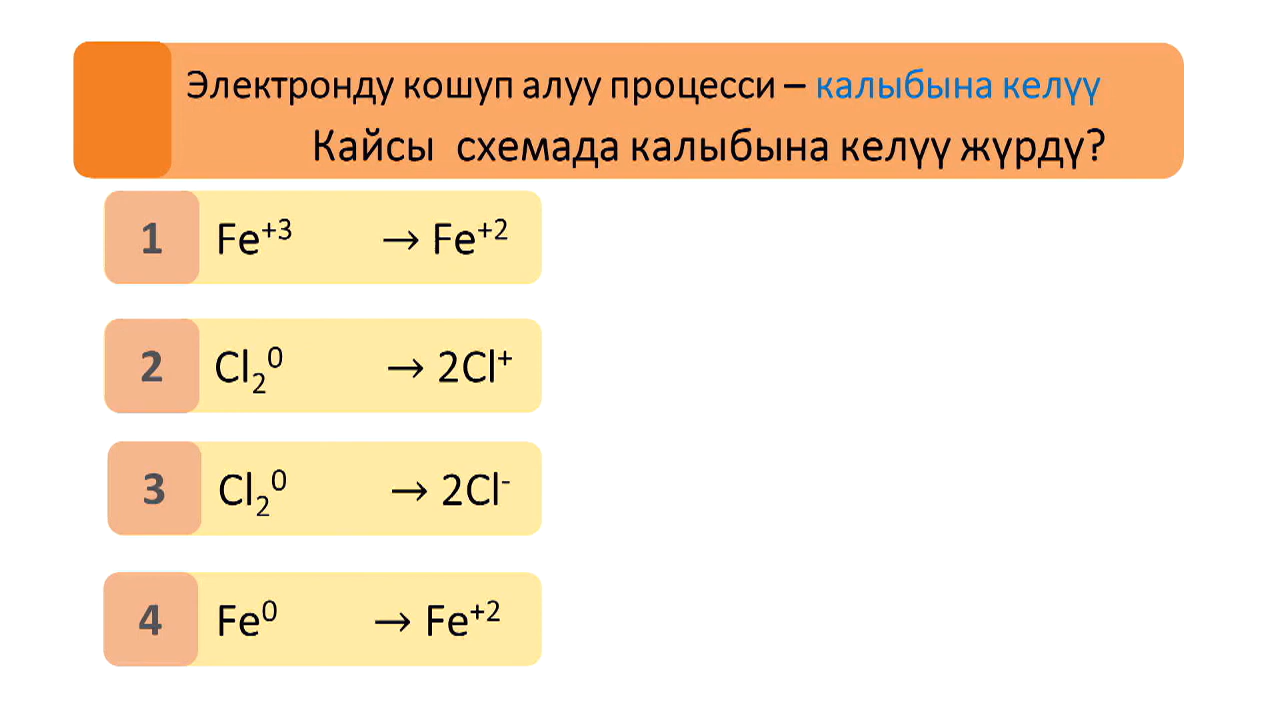 Электронду кошуп алуу процесси – калыбына келүү
Кайсы схемада калыбына келүү жүрдү?
1 Fe⁺³ → Fe⁺²
2 Cl₂⁰ → 2Cl⁺
3 Cl₂⁰ → 2Cl⁻
4 Fe⁰ → Fe⁺²